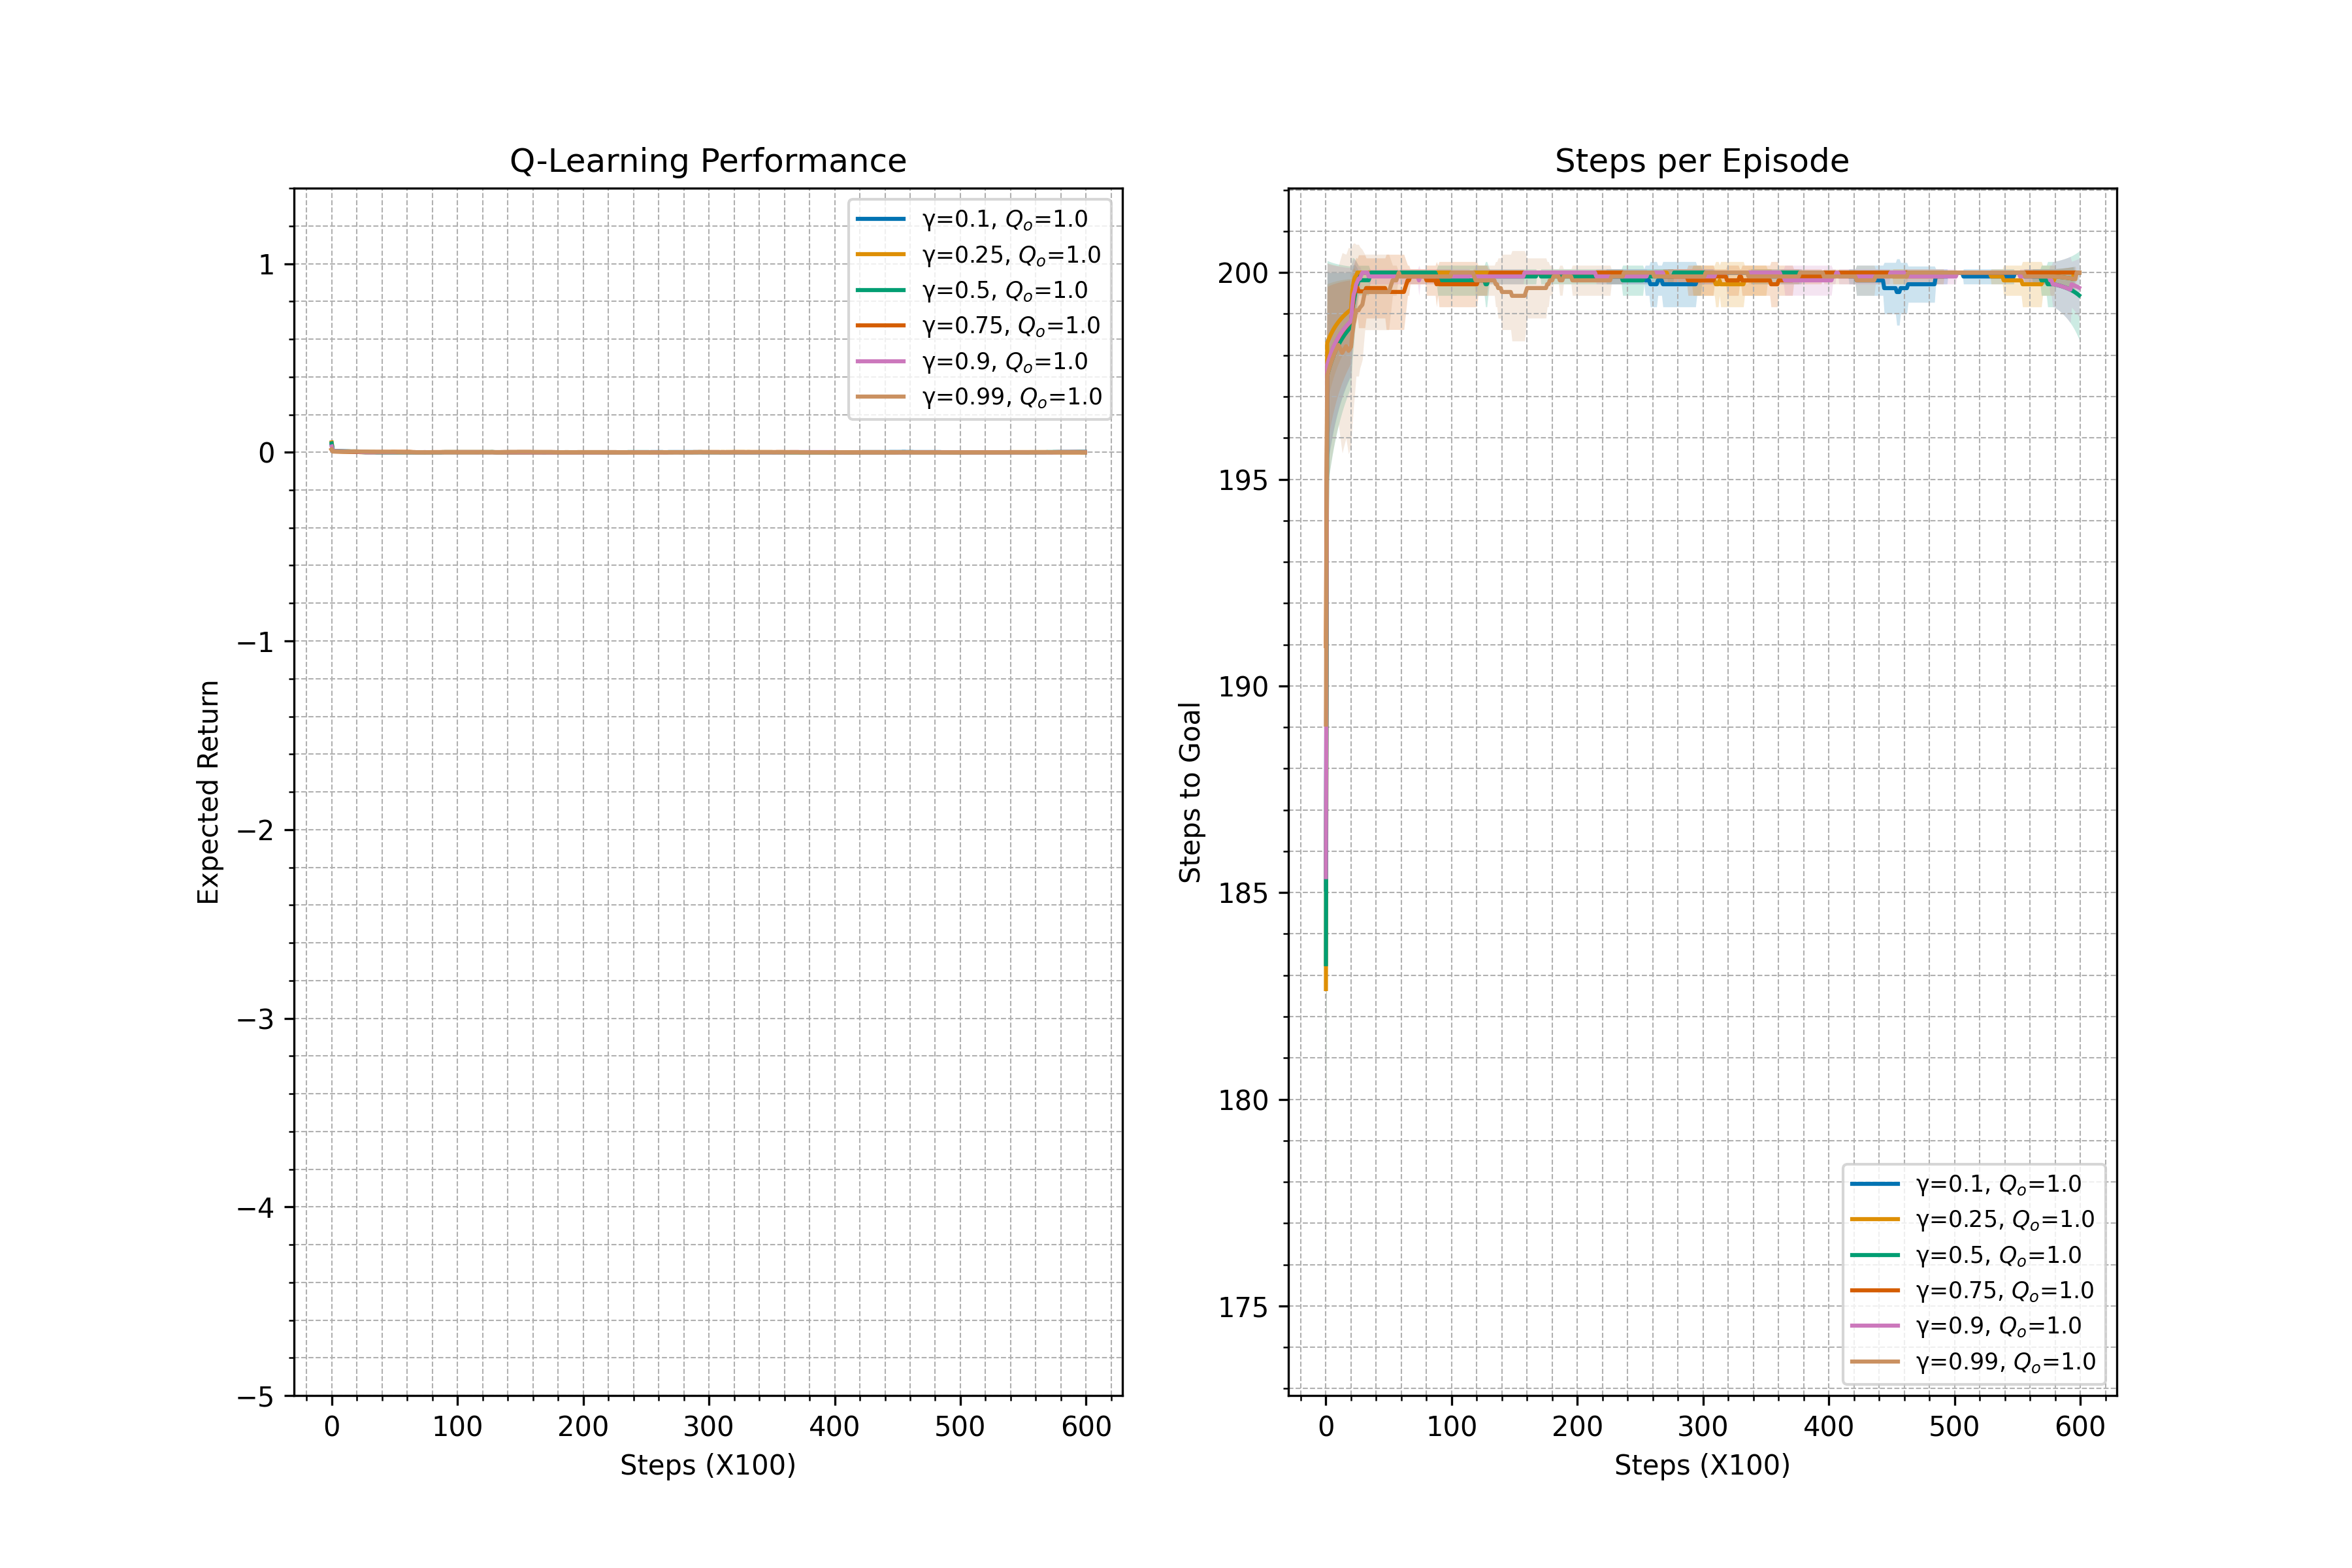 Q-Learning Performance
1
0
−1
−2
−3
−4
−5
Expected Return
0 100 200 300 400 500 600
Steps (X100)
γ=0.1, Qo=1.0
γ=0.25, Qo=1.0
γ=0.5, Qo=1.0
γ=0.75, Qo=1.0
γ=0.9, Qo=1.0
γ=0.99, Qo=1.0
Steps per Episode
200
195
190
185
180
175
Steps to Goal
0 100 200 300 400 500 600
Steps (X100)
γ=0.1, Qo=1.0
γ=0.25, Qo=1.0
γ=0.5, Qo=1.0
γ=0.75, Qo=1.0
γ=0.9, Qo=1.0
γ=0.99, Qo=1.0